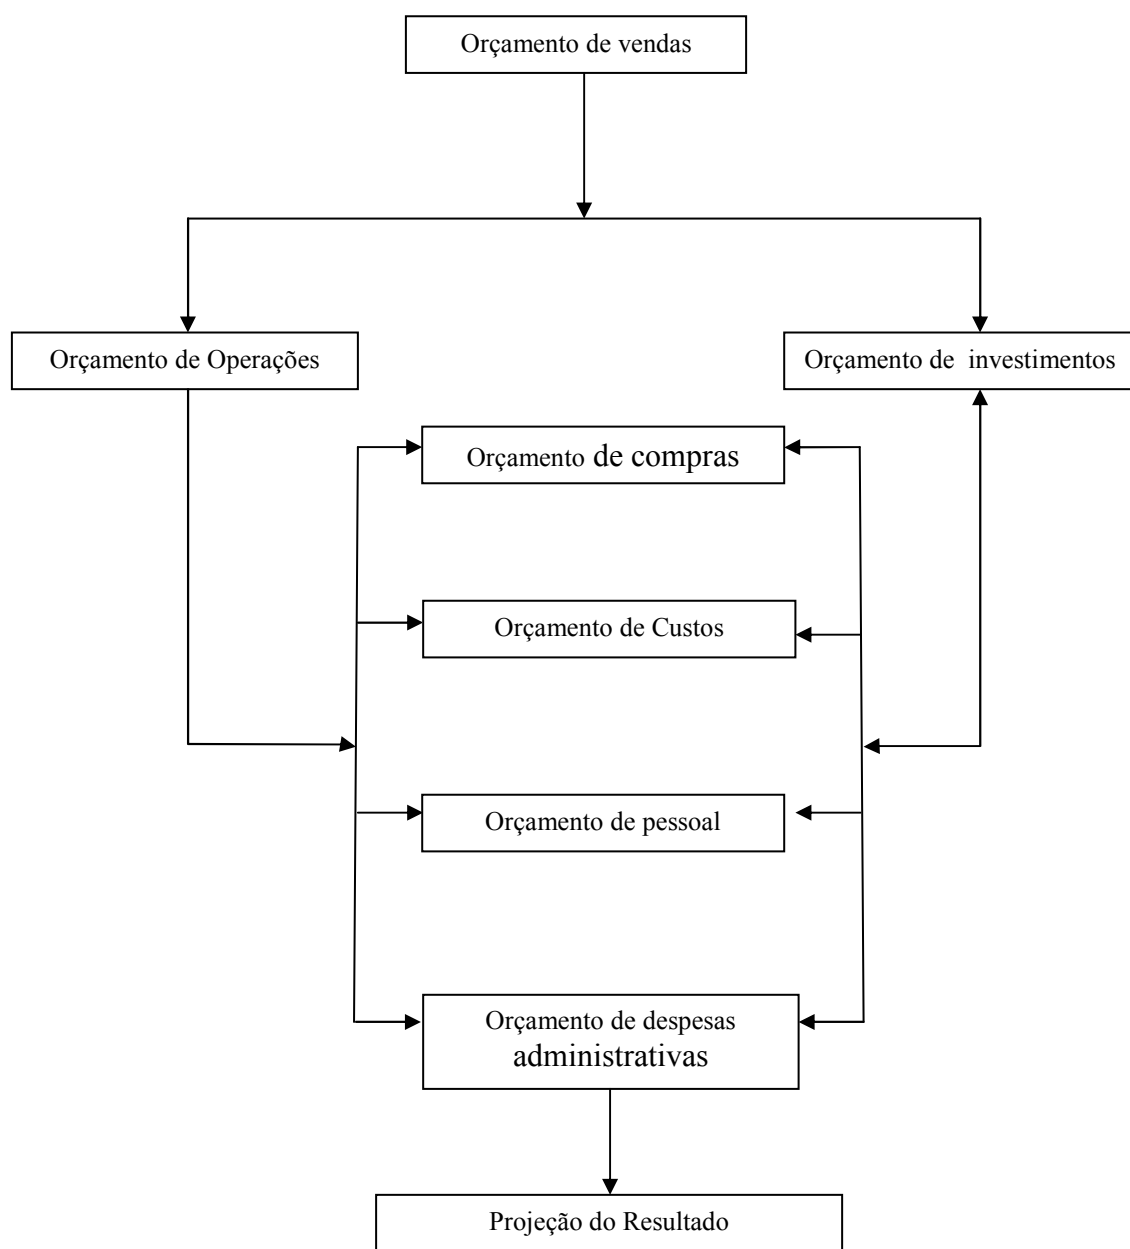 Orçamento de vendas
Orçamento de Operações
Orçamento de investimentos
Orçamento de compras
Orçamento de Custos
Orçamento de pessoal
Orçamento de despesas
administrativas
Projeção do Resultado